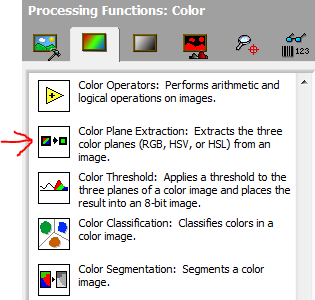 Processing Functions: Color
123
Color Operators: Performs arithmetic and
logical operations on images.
Color Plane Extraction: Extracts the three
color planes (RGB, HSV, or HSL) from an
image.
Color Threshold: Applies a threshold to the
three planes of a color image and places the
result into an 8-bit image.
Color Classification: Classifies colors in a
color image.
Color Segmentation: Segments a color
image.